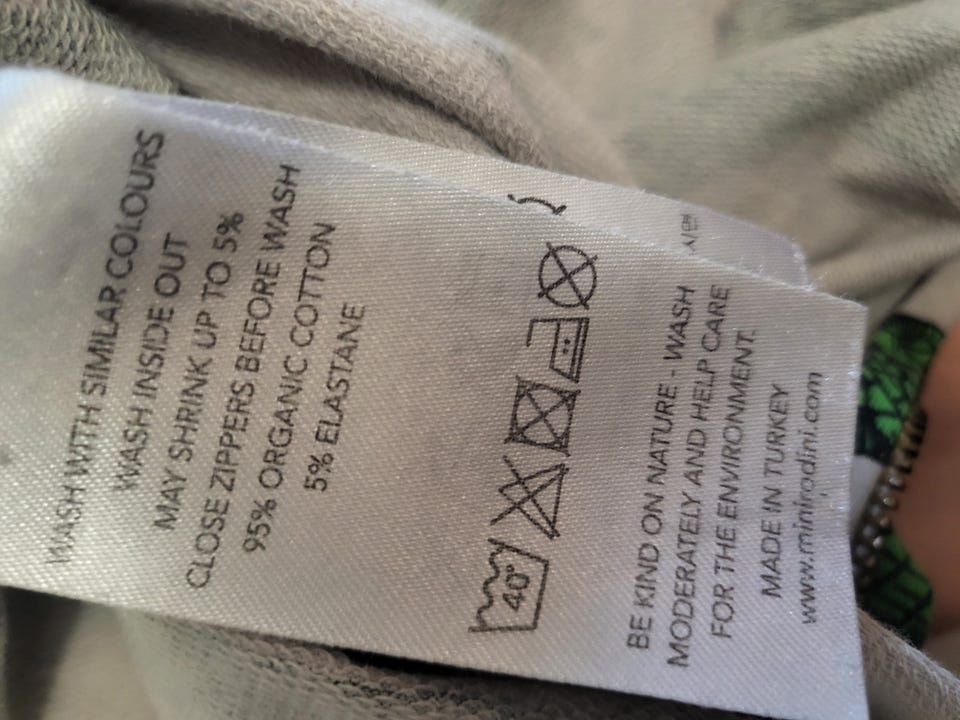 WASH WITH SIMILAR COLOURS
WASH INSIDE OUT
MAY SHRINK UP TO 5%
CLOSE ZIPPERS BEFORE WASH
95% ORGANIC COTTON
5% ELASTANE
40°
BE KIND ON NATURE - WASH
MODERATELY AND HELP CARE
FOR THE ENVIRONMENT.
MADE IN TURKEY
www.minirodini.com